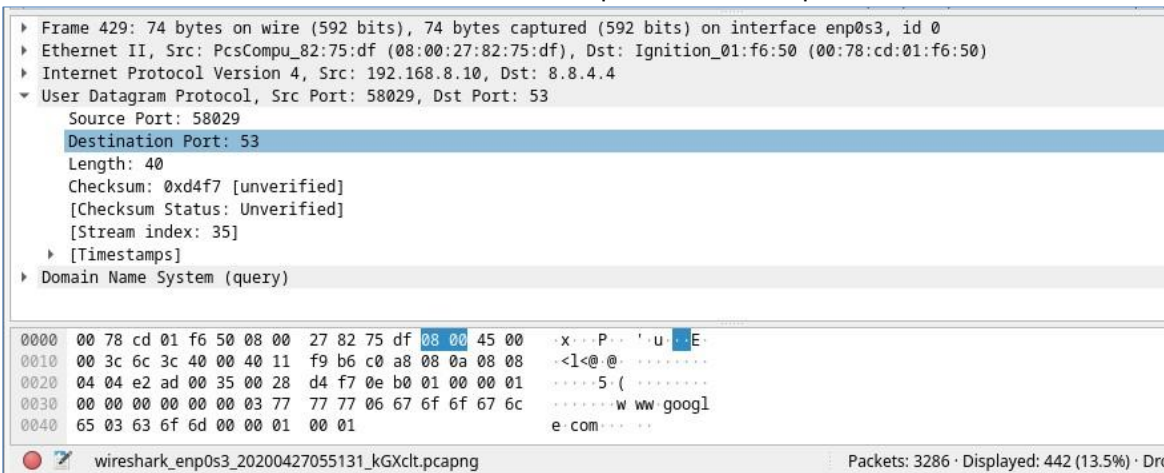 Frame 429: 74 bytes on wire (592 bits), 74 bytes captured (592 bits) on interface enp0s3, id 0
Ethernet II, Src: PcsCompu_82:75:df (08:00:27:82:75:df), Dst: Ignition_01:f6:50 (00:78:cd:01:f6:50)
Internet Protocol Version 4, Src: 192.168.8.10, Dst: 8.8.4.4
User Datagram Protocol, Src Port: 58029, Dst Port: 53
Source Port: 58029
Destination Port: 53
Length: 40
Checksum: 0xd4f7 [unverified]
[Checksum Status: Unverified]
[Stream index: 35]
[Timestamps]
Domain Name System (query)
0000 00 78 cd 01 f6 50 08 00 27 82 75 df 08 00 45 00 ·x···P·· '·u···E·
0010 00 3c 6c 3c 40 00 40 11 f9 b6 c0 a8 08 0a 08 08 ·<l<@·@· ········
0020 04 04 e2 ad 00 35 00 28 d4 f7 0e b0 01 00 00 01 ·····5·( ········
0030 00 00 00 00 00 00 03 77 77 77 06 67 6f 6f 67 6c ·······w ww·googl
0040 65 03 63 6f 6d 00 00 01 00 01 e·com··· ··
wireshark_enp0s3_20200427055131_kGXclt.pcapng Packets: 3286 · Displayed: 442 (13.5%) · Dro